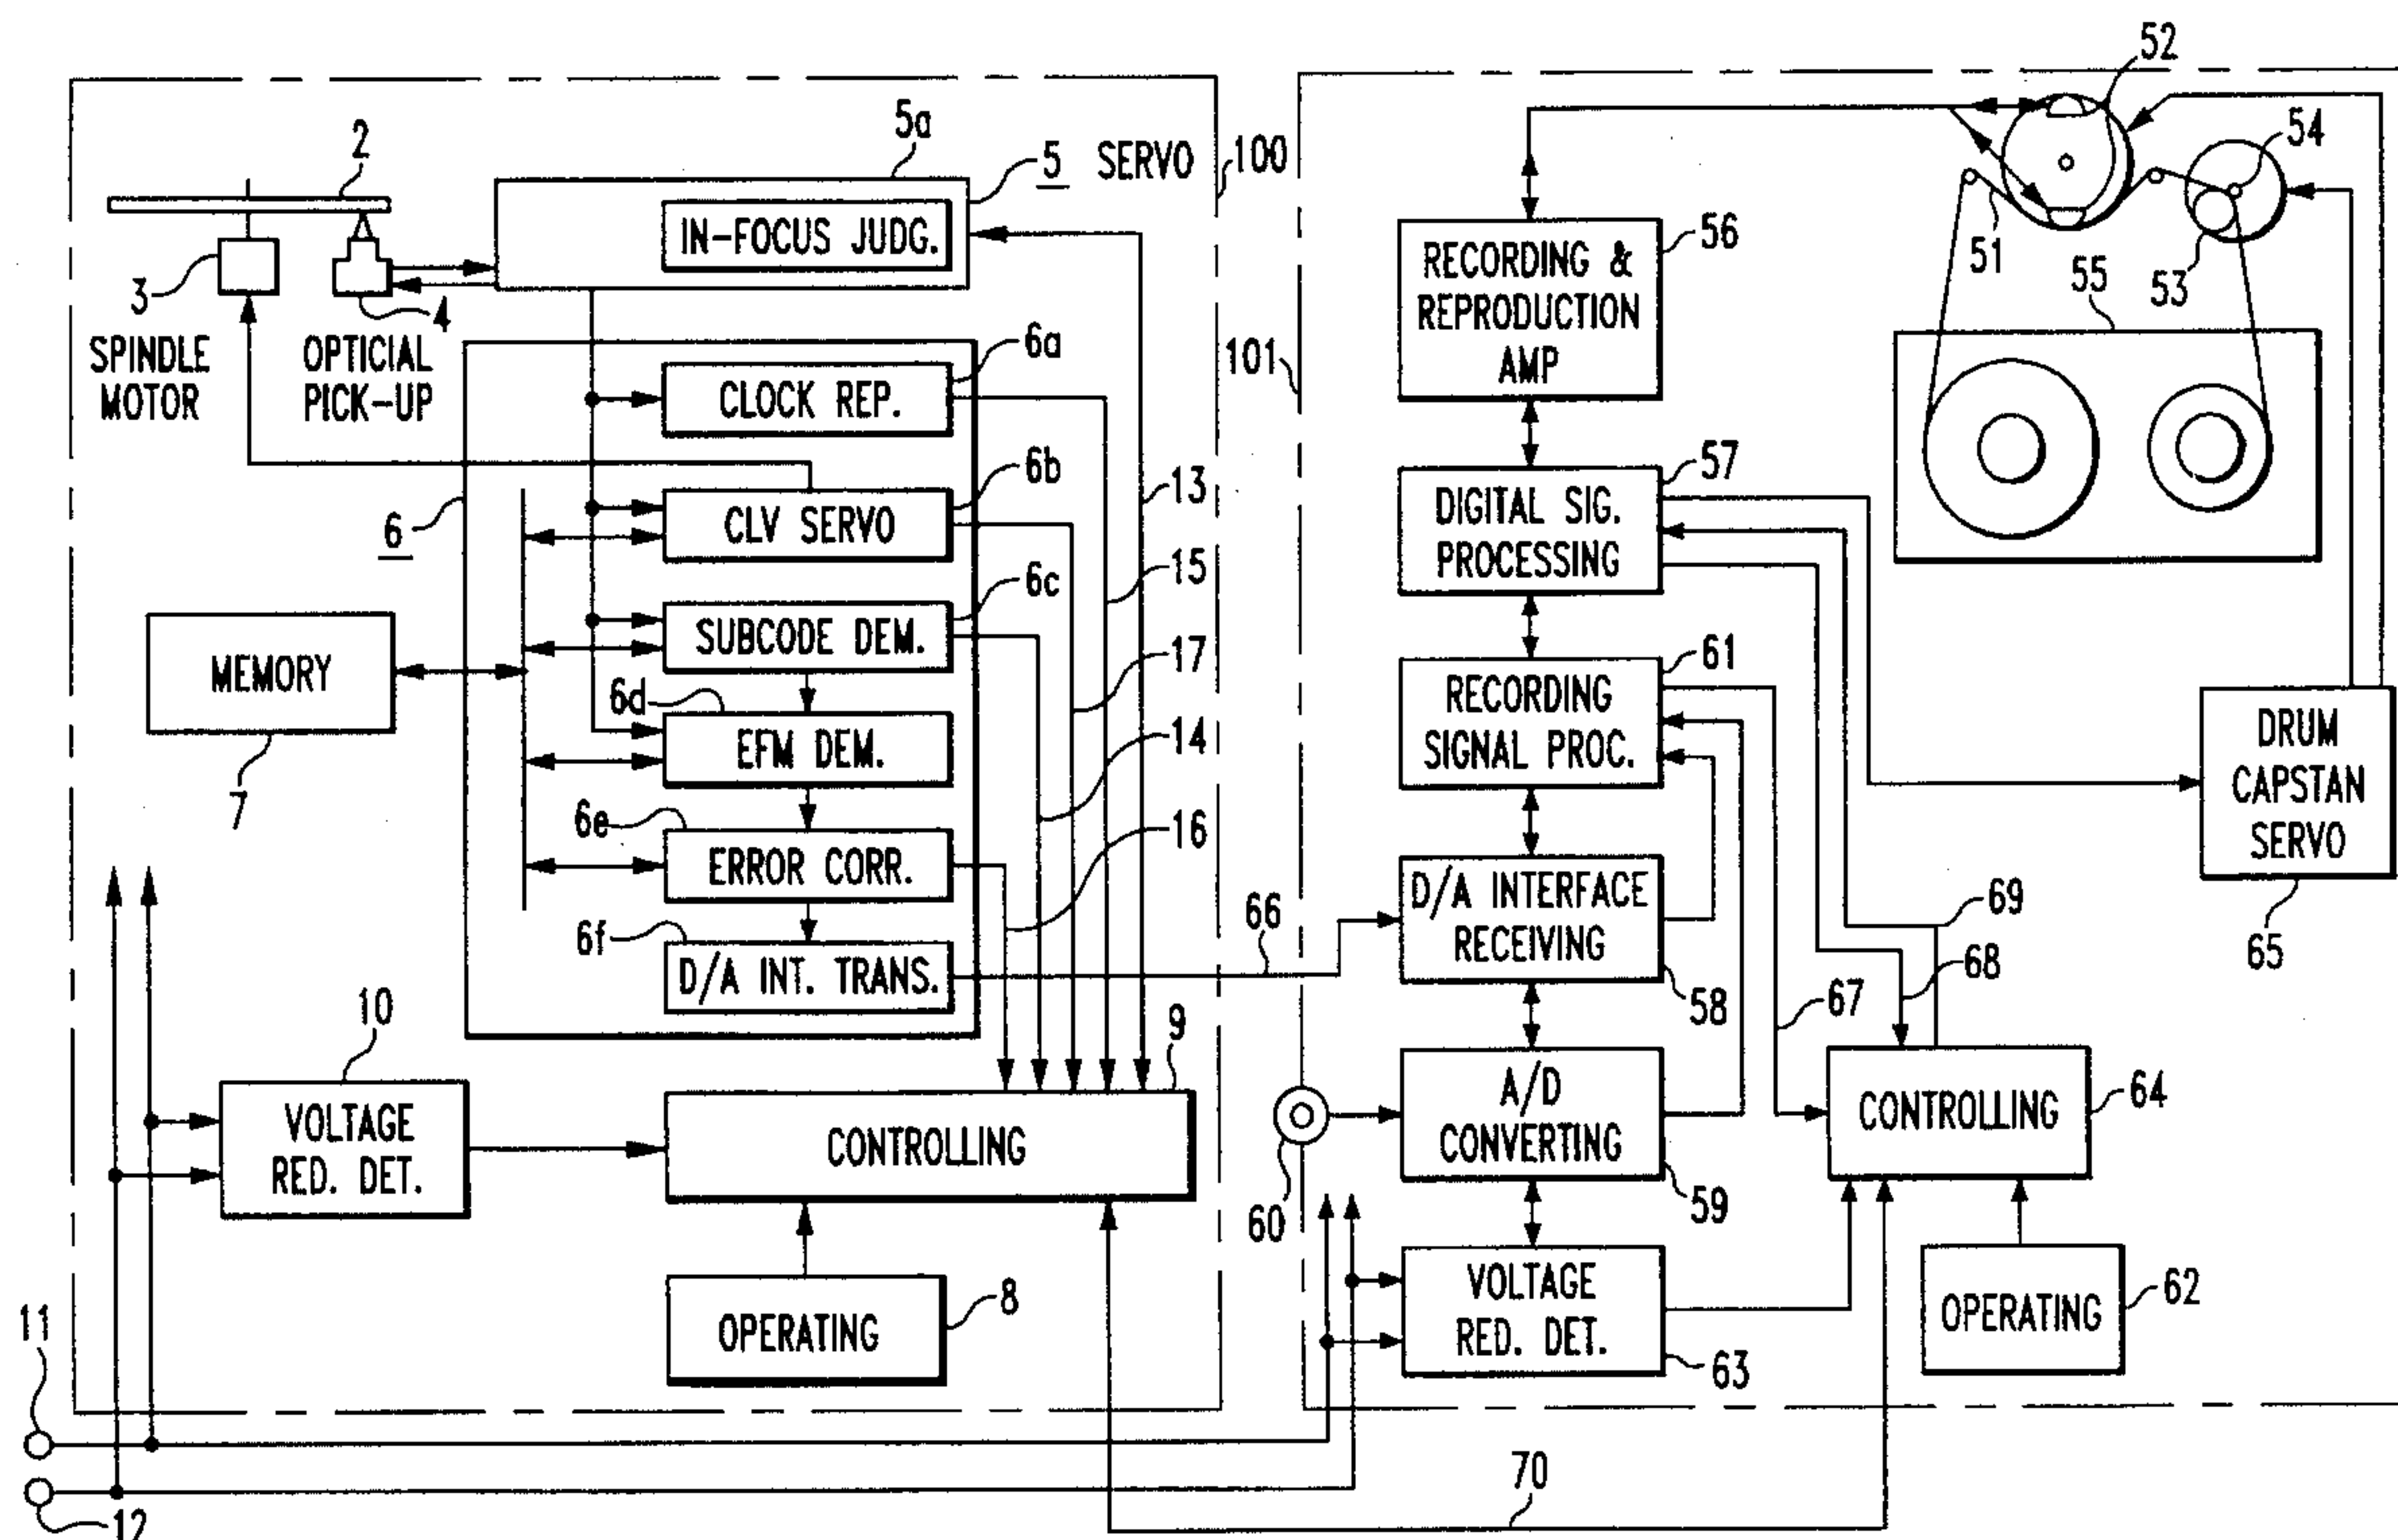 52
5a
2
5 SERVO
100
54
IN-FOCUS JUDG.
56
51
53
RECORDING &
REPRODUCTION
AMP
55
3
4
SPINDLE
MOTOR
OPTICIAL
PICK-UP
6a
101
CLOCK REP.
6b
13
57
CLV SERVO
DIGITAL SIG.
PROCESSING
6
6c
15
SUBCODE DEM.
17
61
MEMORY
6d
RECORDING
SIGNAL PROC.
14
EFM DEM.
DRUM
CAPSTAN
SERVO
7
6e
16
ERROR CORR.
66
D/A INTERFACE
RECEIVING
69
65
6f
D/A INT. TRANS.
68
58
67
10
9
VOLTAGE
RED. DET.
CONTROLLING
A/D
CONVERTING
CONTROLLING
64
60
59
OPERATING
8
VOLTAGE
RED. DET.
63
OPERATING
62
11
12
70